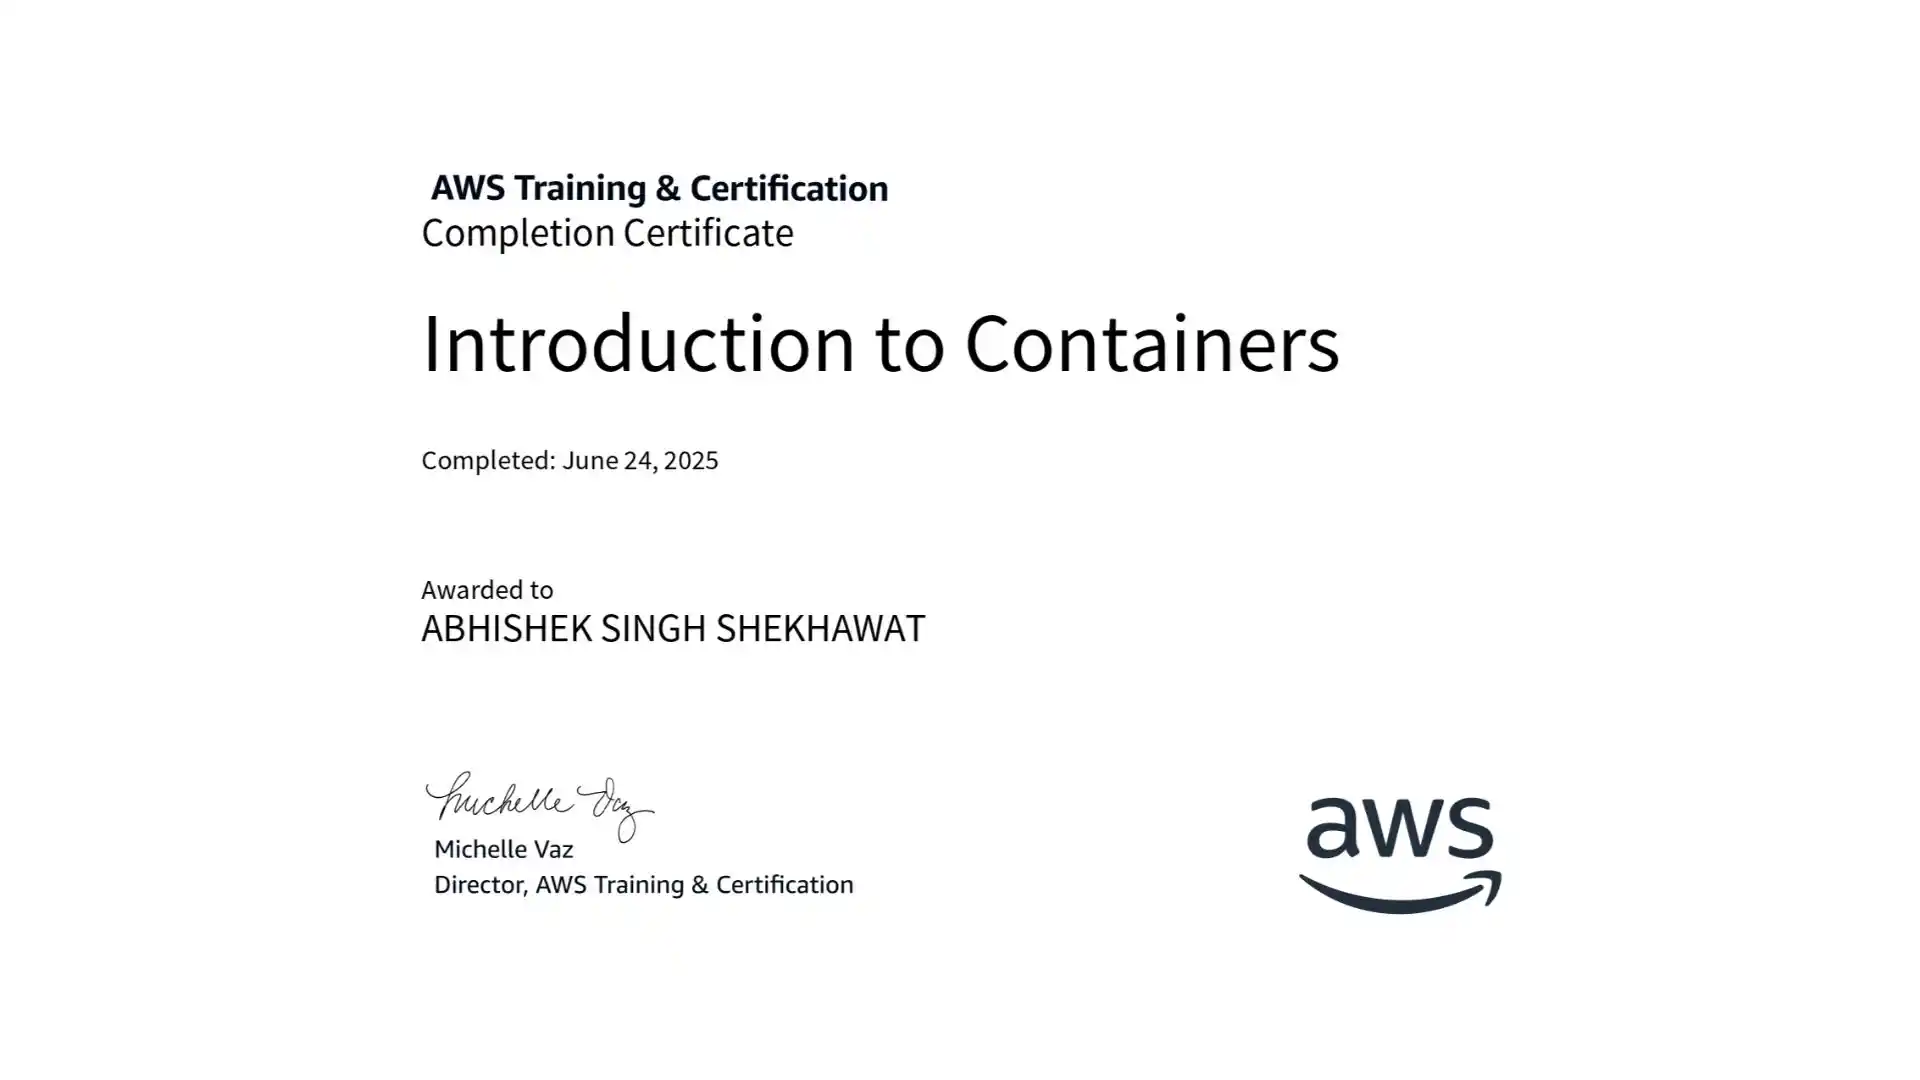 AWS Training & Certification
Completion Certificate
Introduction to Containers
Completed: June 24, 2025
Awarded to
ABHISHEK SINGH SHEKHAWAT
Michelle Vaz
Michelle Vaz
Director, AWS Training & Certification
aws